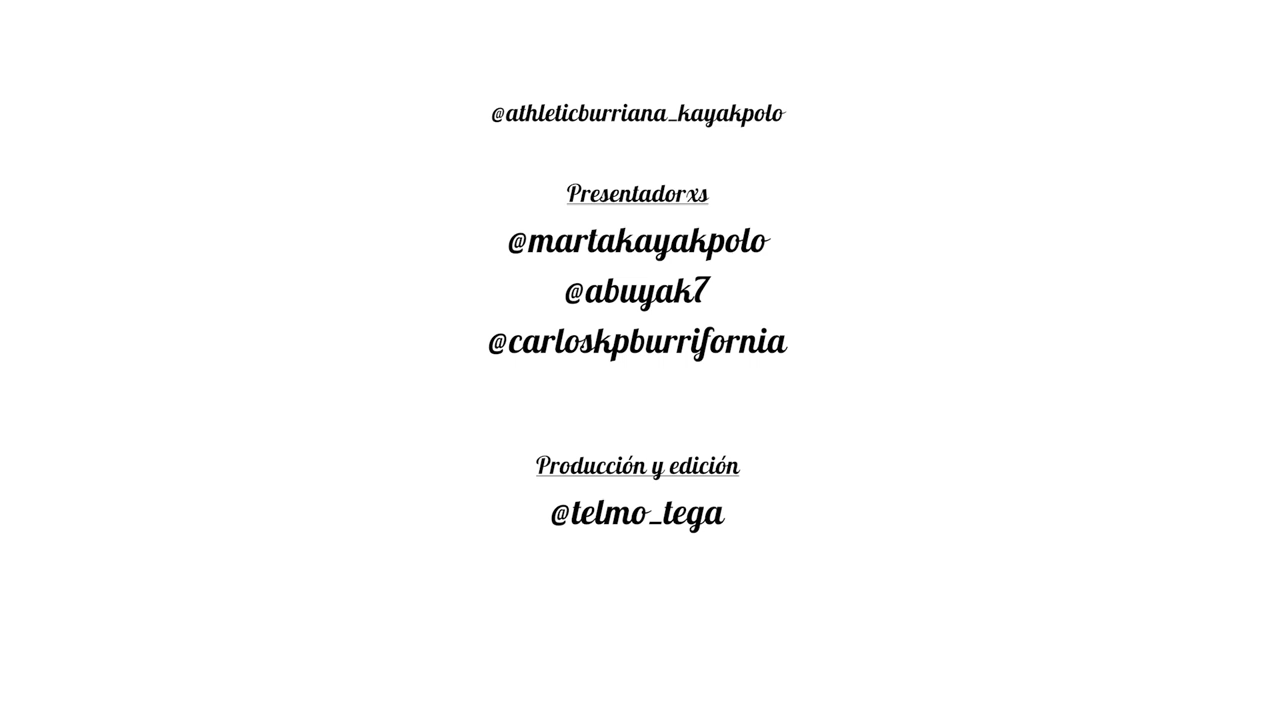 @athleticburriana_kayakpolo
Presentadorxs
@martakayakpolo
@abuyak7
@carloskpburrifornia
Producción y edición
@telmo_tega